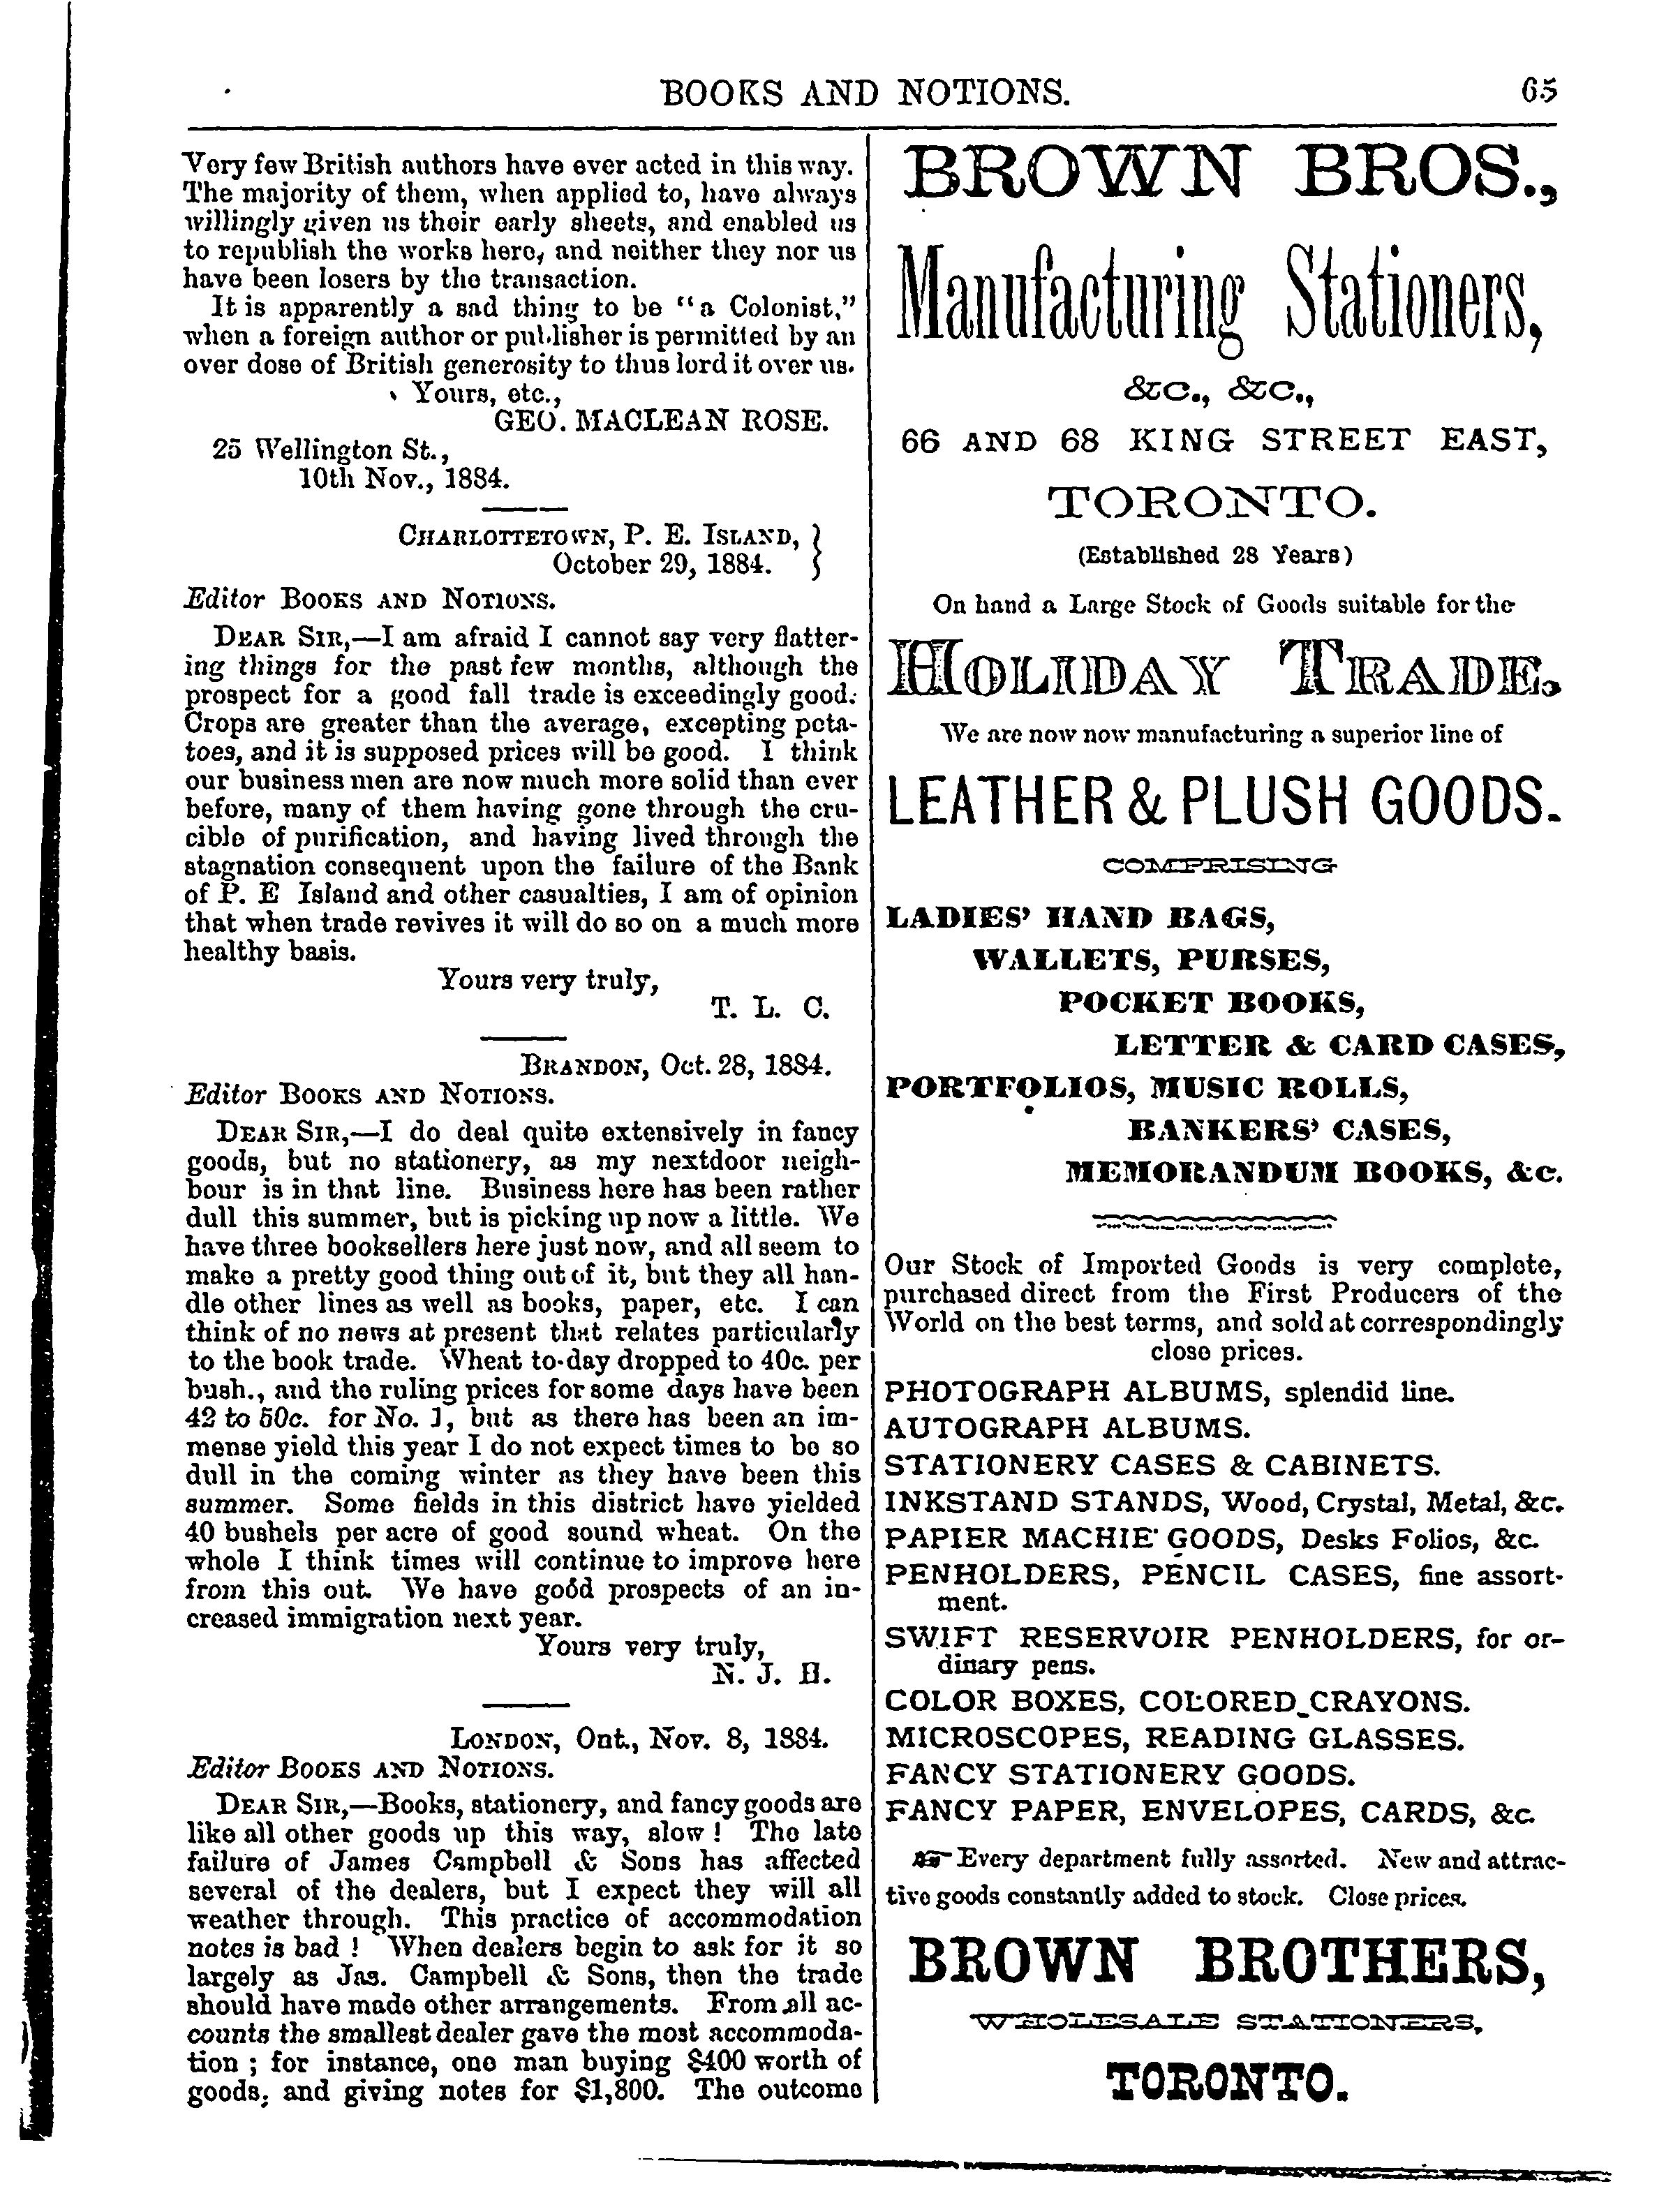 BOOKS AND NOTIONS.
65
Very few British authors have ever acted in this way.
The majority of them, when applied to, have always
willingly given us their early sheets, and enabled us
to republish the works here, and neither they nor us
have been losers by the transaction.
It is apparently a sad thing to be "a Colonist,"
when a foreign author or publisher is permitted by an
over dose of British generosity to thus lord it over us.
Yours, etc.,
GEO. MACLEAN ROSE.
25 Wellington St.,
10th Nov., 1884.
CHARLOTTETOWN, P. E. ISLAND, }
October 29, 1884.
Editor BOOKS AND NOTIONS.
DEAR SIR,—I am afraid I cannot say very flatter-
ing things for the past few months, although the
prospect for a good fall trade is exceedingly good.
Crops are greater than the average, excepting pota-
toes, and it is supposed prices will be good. I think
our business men are now much more solid than ever
before, many of them having gone through the cru-
cible of purification, and having lived through the
stagnation consequent upon the failure of the Bank
of P. E Island and other casualties, I am of opinion
that when trade revives it will do so on a much more
healthy basis.
Yours very truly,
T. L. C.
BRANDON, Oct. 28, 1884.
Editor BOOKS AND NOTIONS.
DEAR SIR,—I do deal quite extensively in fancy
goods, but no stationery, as my nextdoor neigh-
bour is in that line. Business here has been rather
dull this summer, but is picking up now a little. We
have three booksellers here just now, and all seem to
make a pretty good thing out of it, but they all han-
dle other lines as well as books, paper, etc. I can
think of no news at present that relates particularly
to the book trade. Wheat to-day dropped to 40c. per
bush., and the ruling prices for some days have been
42 to 50c. for No. 1, but as there has been an im-
mense yield this year I do not expect times to be so
dull in the coming winter as they have been this
summer. Some fields in this district have yielded
40 bushels per acre of good sound wheat. On the
whole I think times will continue to improve here
from this out. We have good prospects of an in-
creased immigration next year.
Yours very truly,
N. J. H.
LONDON, Ont., Nov. 8, 1884.
Editor BOOKS AND NOTIONS.
DEAR SIR,—Books, stationery, and fancy goods are
like all other goods up this way, slow ! The late
failure of James Campbell & Sons has affected
several of the dealers, but I expect they will all
weather through. This practice of accommodation
notes is bad ! When dealers begin to ask for it so
largely as Jas. Campbell & Sons, then the trade
should have made other arrangements. From all ac-
counts the smallest dealer gave the most accommoda-
tion ; for instance, one man buying $400 worth of
goods, and giving notes for $1,800. The outcome
BROWN BROS.,
Manufacturing Stationers,
&c., &c.,
66 AND 68 KING STREET EAST,
TORONTO.
(Established 28 Years)
On hand a Large Stock of Goods suitable for the
HOLIDAY TRADE.
We are now now manufacturing a superior line of
LEATHER & PLUSH GOODS.
COMPRISING
LADIES' HAND BAGS,
WALLETS, PURSES,
POCKET BOOKS,
LETTER & CARD CASES,
PORTFOLIOS, MUSIC ROLLS,
BANKERS' CASES,
MEMORANDUM BOOKS, &c.
Our Stock of Imported Goods is very complete,
purchased direct from the First Producers of the
World on the best terms, and sold at correspondingly
close prices.
PHOTOGRAPH ALBUMS, splendid line.
AUTOGRAPH ALBUMS.
STATIONERY CASES & CABINETS.
INKSTAND STANDS, Wood, Crystal, Metal, &c.
PAPIER MACHIE GOODS, Desks Folios, &c.
PENHOLDERS, PENCIL CASES, fine assort-
ment.
SWIFT RESERVOIR PENHOLDERS, for or-
dinary pens.
COLOR BOXES, COLORED CRAYONS.
MICROSCOPES, READING GLASSES.
FANCY STATIONERY GOODS.
FANCY PAPER, ENVELOPES, CARDS, &c.
☞ Every department fully assorted. New and attrac-
tive goods constantly added to stock. Close prices.
BROWN BROTHERS,
WHOLESALE STATIONERS,
TORONTO.